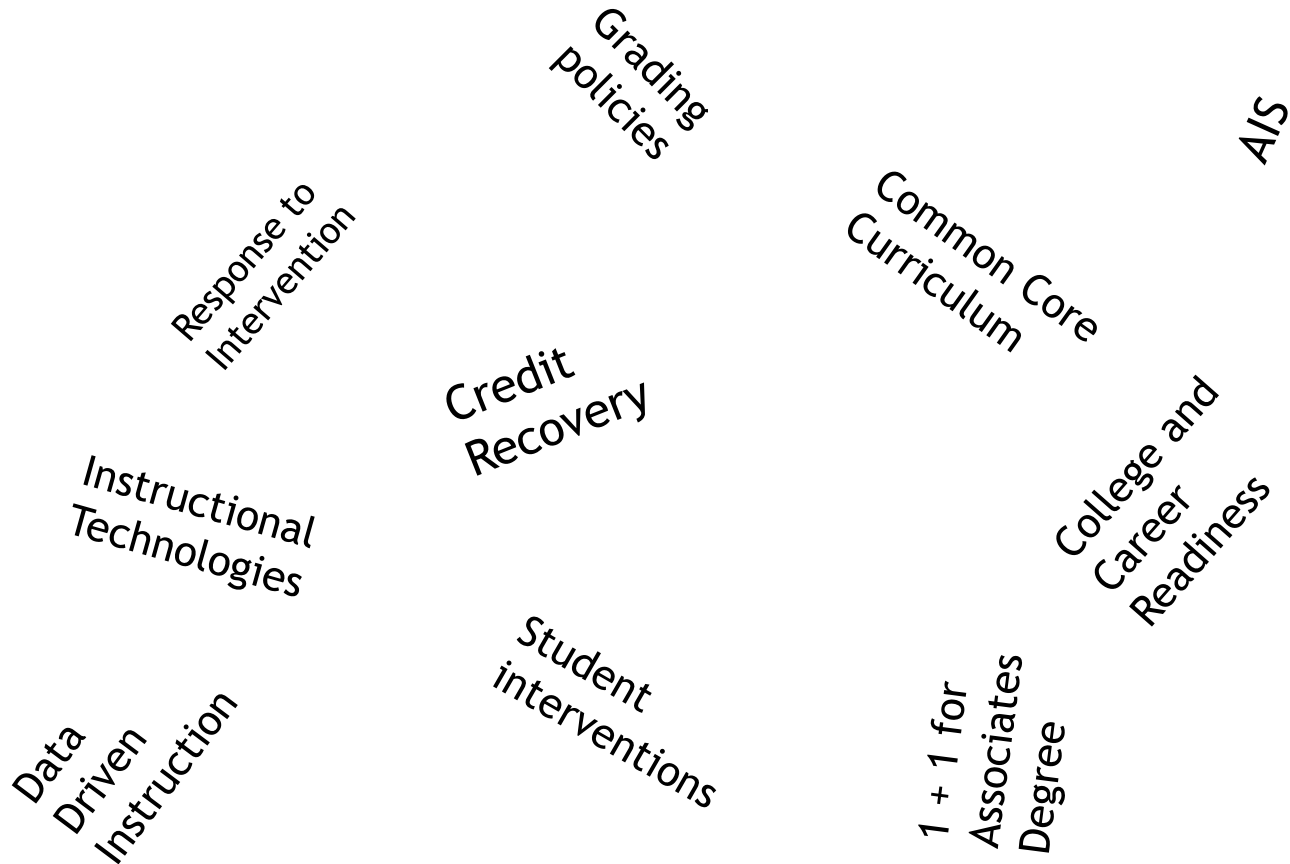 Grading
policies
AIS
Response to
Intervention
Common Core
Curriculum
Credit
Recovery
College and
Career
Readiness
Instructional
Technologies
Student
interventions
1 + 1 for
Associates
Degree
Data
Driven
Instruction